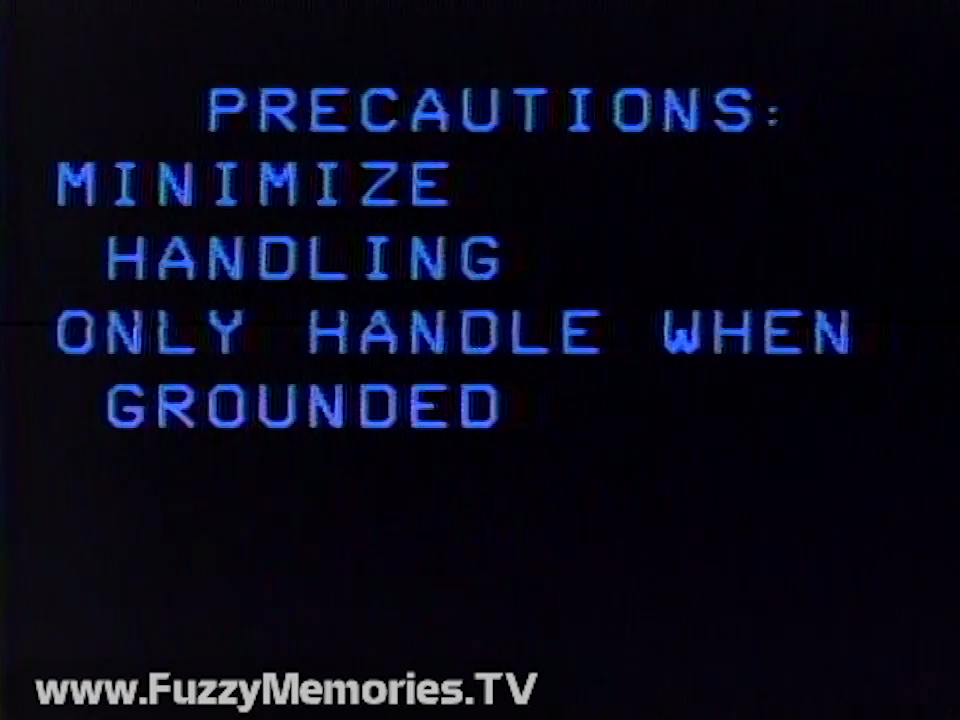 PRECAUTIONS:
MINIMIZE
HANDLING
ONLY HANDLE WHEN
GROUNDED
www.FuzzyMemories.TV